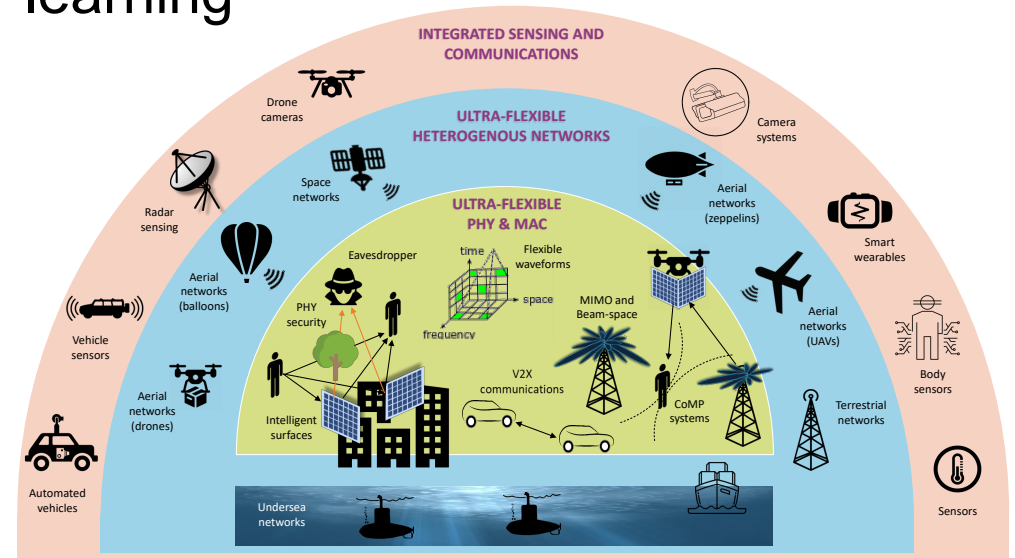 learning
INTEGRATED SENSING AND
COMMUNICATIONS
Drone
cameras
Camera
systems
ULTRA-FLEXIBLE
HETEROGENOUS NETWORKS
Space
networks
Aerial
networks
(zeppelins)
Radar
sensing
Smart
wearables
ULTRA-FLEXIBLE
PHY & MAC
Eavesdropper
time
space
frequency
Flexible
waveforms
Aerial
networks
(balloons)
PHY
security
MIMO and
Beam-space
Aerial
networks
(UAVs)
Vehicle
sensors
Body
sensors
V2X
communications
Aerial
networks
(drones)
Intelligent
surfaces
CoMP
systems
Terrestrial
networks
Automated
vehicles
Undersea
networks
Sensors